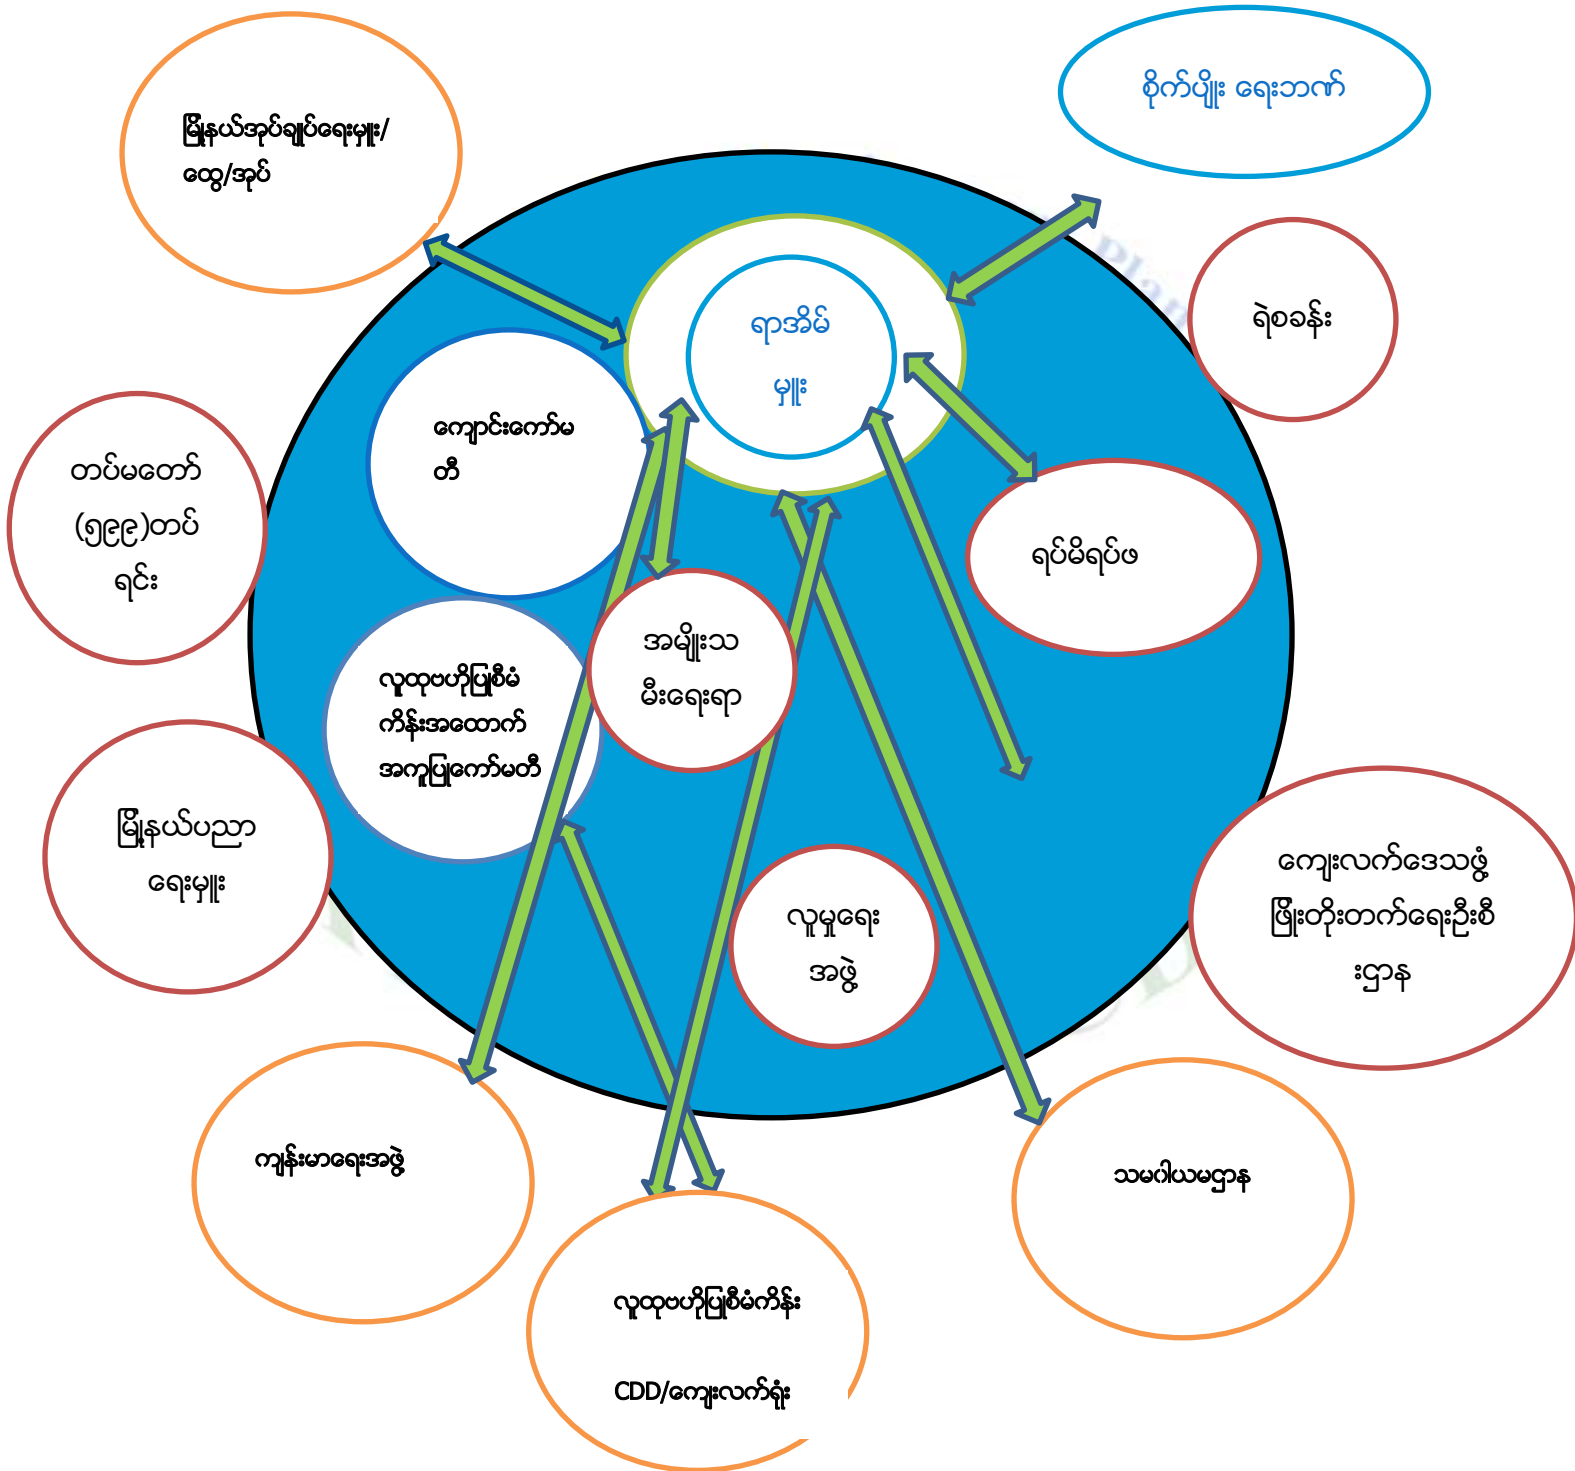 မြို့နယ်အုပ်ချုပ်ရေးမှူး/
ထွေ/အုပ်
စိုက်ပျိုး ရေးဘဏ်
ရဲစခန်း
ရာအိမ်
မှူး
ကျောင်းကော်မ
တီ
တပ်မတော်
(၅၉၉)တပ်
ရင်း
ရပ်မိရပ်ဖ
အမျိုးသ
မီးရေးရာ
လူထုဗဟိုပြုစီမံ
ကိန်းအထောက်
အကူပြုကော်မတီ
မြို့နယ်ပညာ
ရေးမှူး
ကျေးလက်ဒေသဖွံ့
ဖြိုးတိုးတက်ရေးဦးစီ
းဌာန
လူမှုရေး
အဖွဲ့
ကျန်းမာရေးအဖွဲ့
သမဝါယမဌာန
လူထုဗဟိုပြုစီမံကိန်း
CDD/ကျေးလက်ရုံး